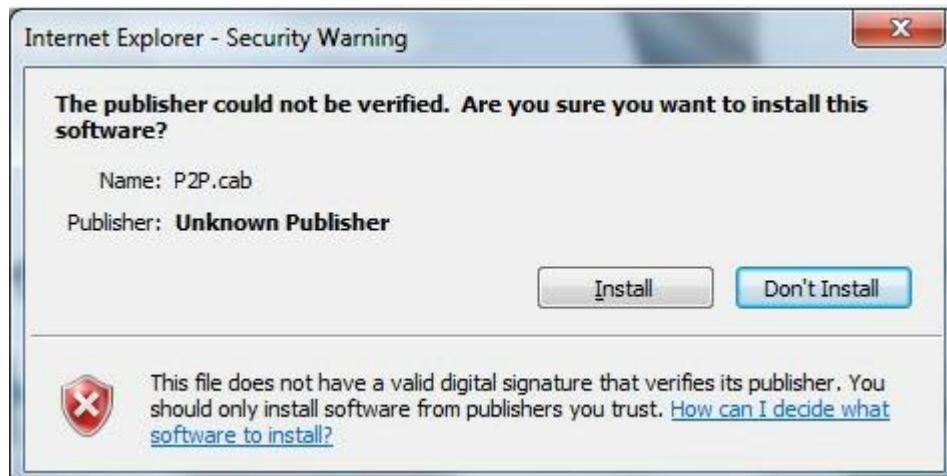 Internet Explorer - Security Warning
The publisher could not be verified.  Are you sure you want to install this
software?
Name: P2P.cab
Publisher: Unknown Publisher
Install
Don't Install
This file does not have a valid digital signature that verifies its publisher. You
should only install software from publishers you trust. How can I decide what
software to install?